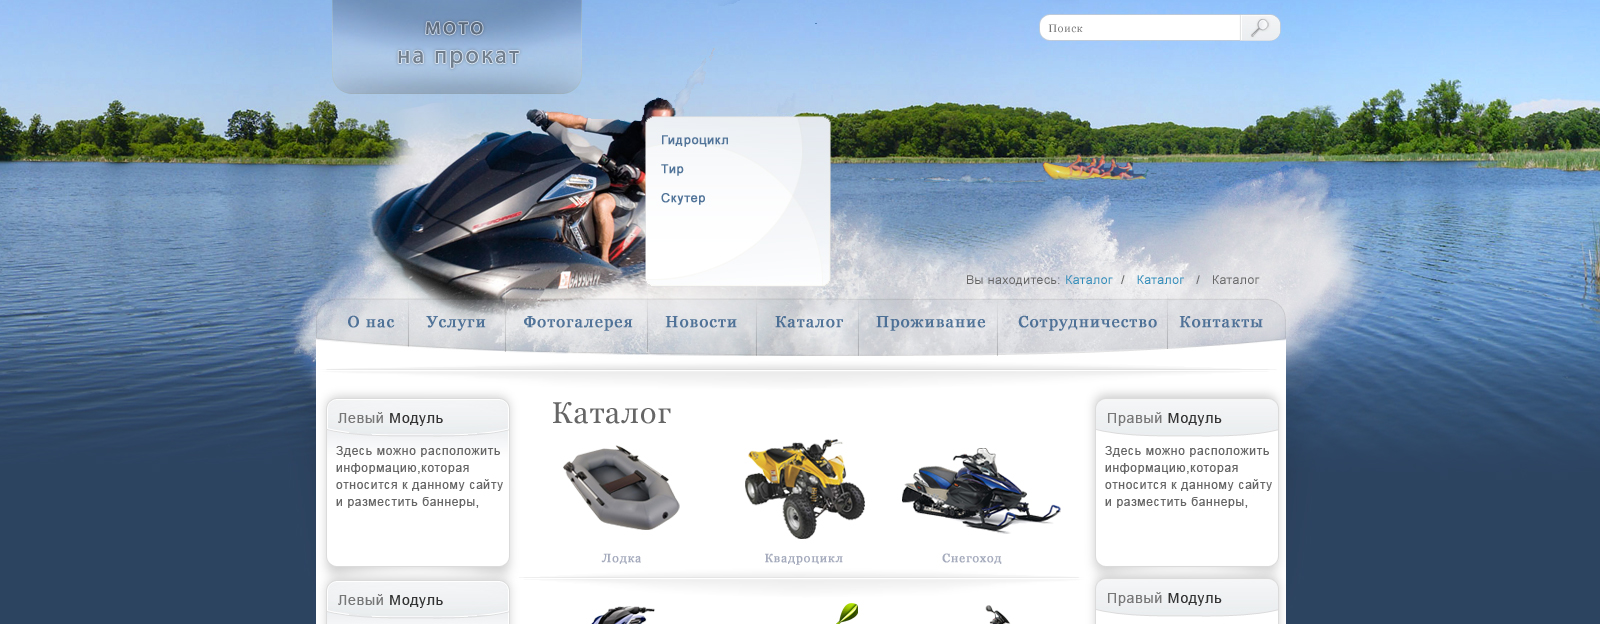 мото
на прокат
Поиск
Гидроцикл
Тир
Скутер
Вы находитесь: Каталог / Каталог / Каталог
О нас Услуги Фотогалерея Новости Каталог Проживание Сотрудничество Контакты
Левый Модуль
Здесь можно расположить
информацию,которая
относится к данному сайту
и разместить баннеры,
Левый Модуль
Каталог
Лодка Квадроцикл Снегоход
Правый Модуль
Здесь можно расположить
информацию,которая
относится к данному сайту
и разместить баннеры,
Правый Модуль